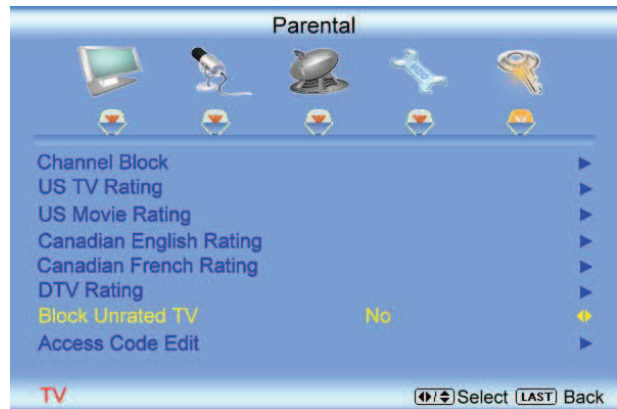 Parental
Channel Block
US TV Rating
US Movie Rating
Canadian English Rating
Canadian French Rating
DTV Rating
Block Unrated TV No
Access Code Edit
TV Select LAST Back